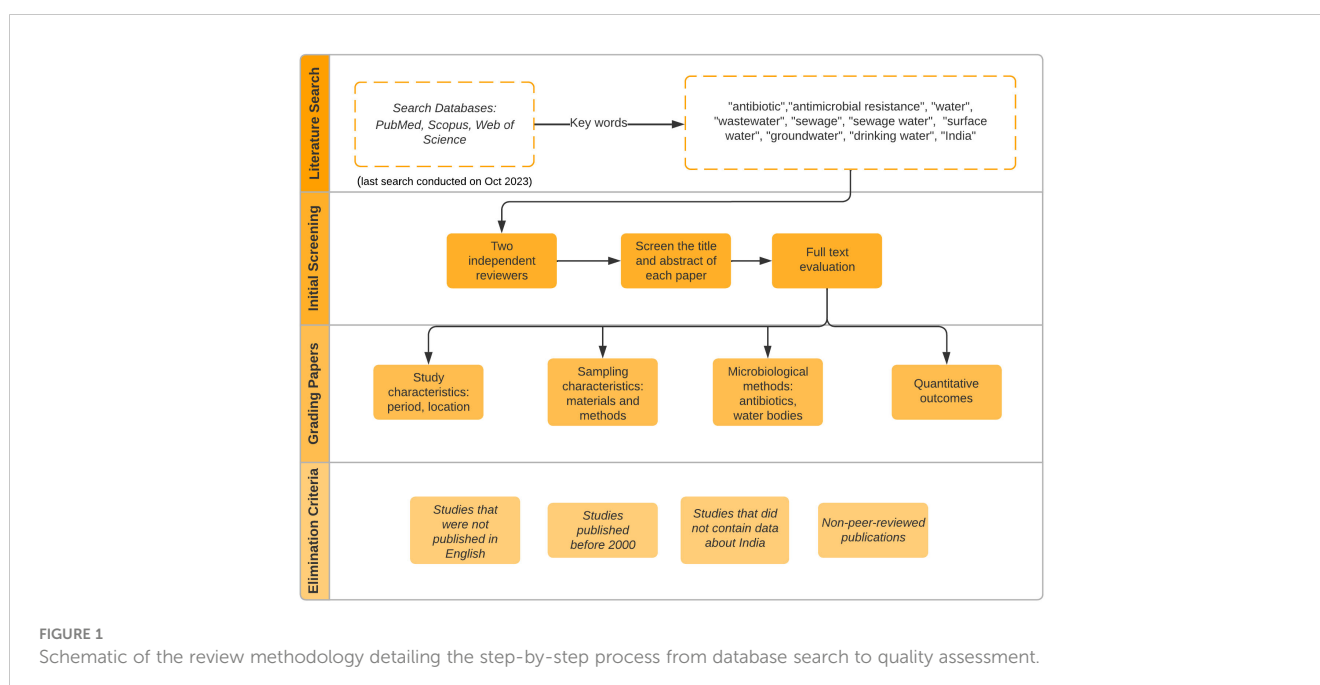 Literature Search
Search Databases:
PubMed, Scopus, Web of
Science
(last search conducted on Oct 2023)
Key words
"antibiotic","antimicrobial resistance", "water",
"wastewater", "sewage", "sewage water",  "surface
water", "groundwater", "drinking water", "India"
Initial Screening
Two
independent
reviewers
Screen the title
and abstract of
each paper
Full text
evaluation
Grading Papers
Study
characteristics:
period, location
Sampling
characteristics:
materials and
methods
Microbiological
methods:
antibiotics,
water bodies
Quantitative
outcomes
Elimination Criteria
Studies that
were not
published in
English
Studies
published
before 2000
Studies that did
not contain data
about India
Non-peer-reviewed
publications
FIGURE 1
Schematic of the review methodology detailing the step-by-step process from database search to quality assessment.